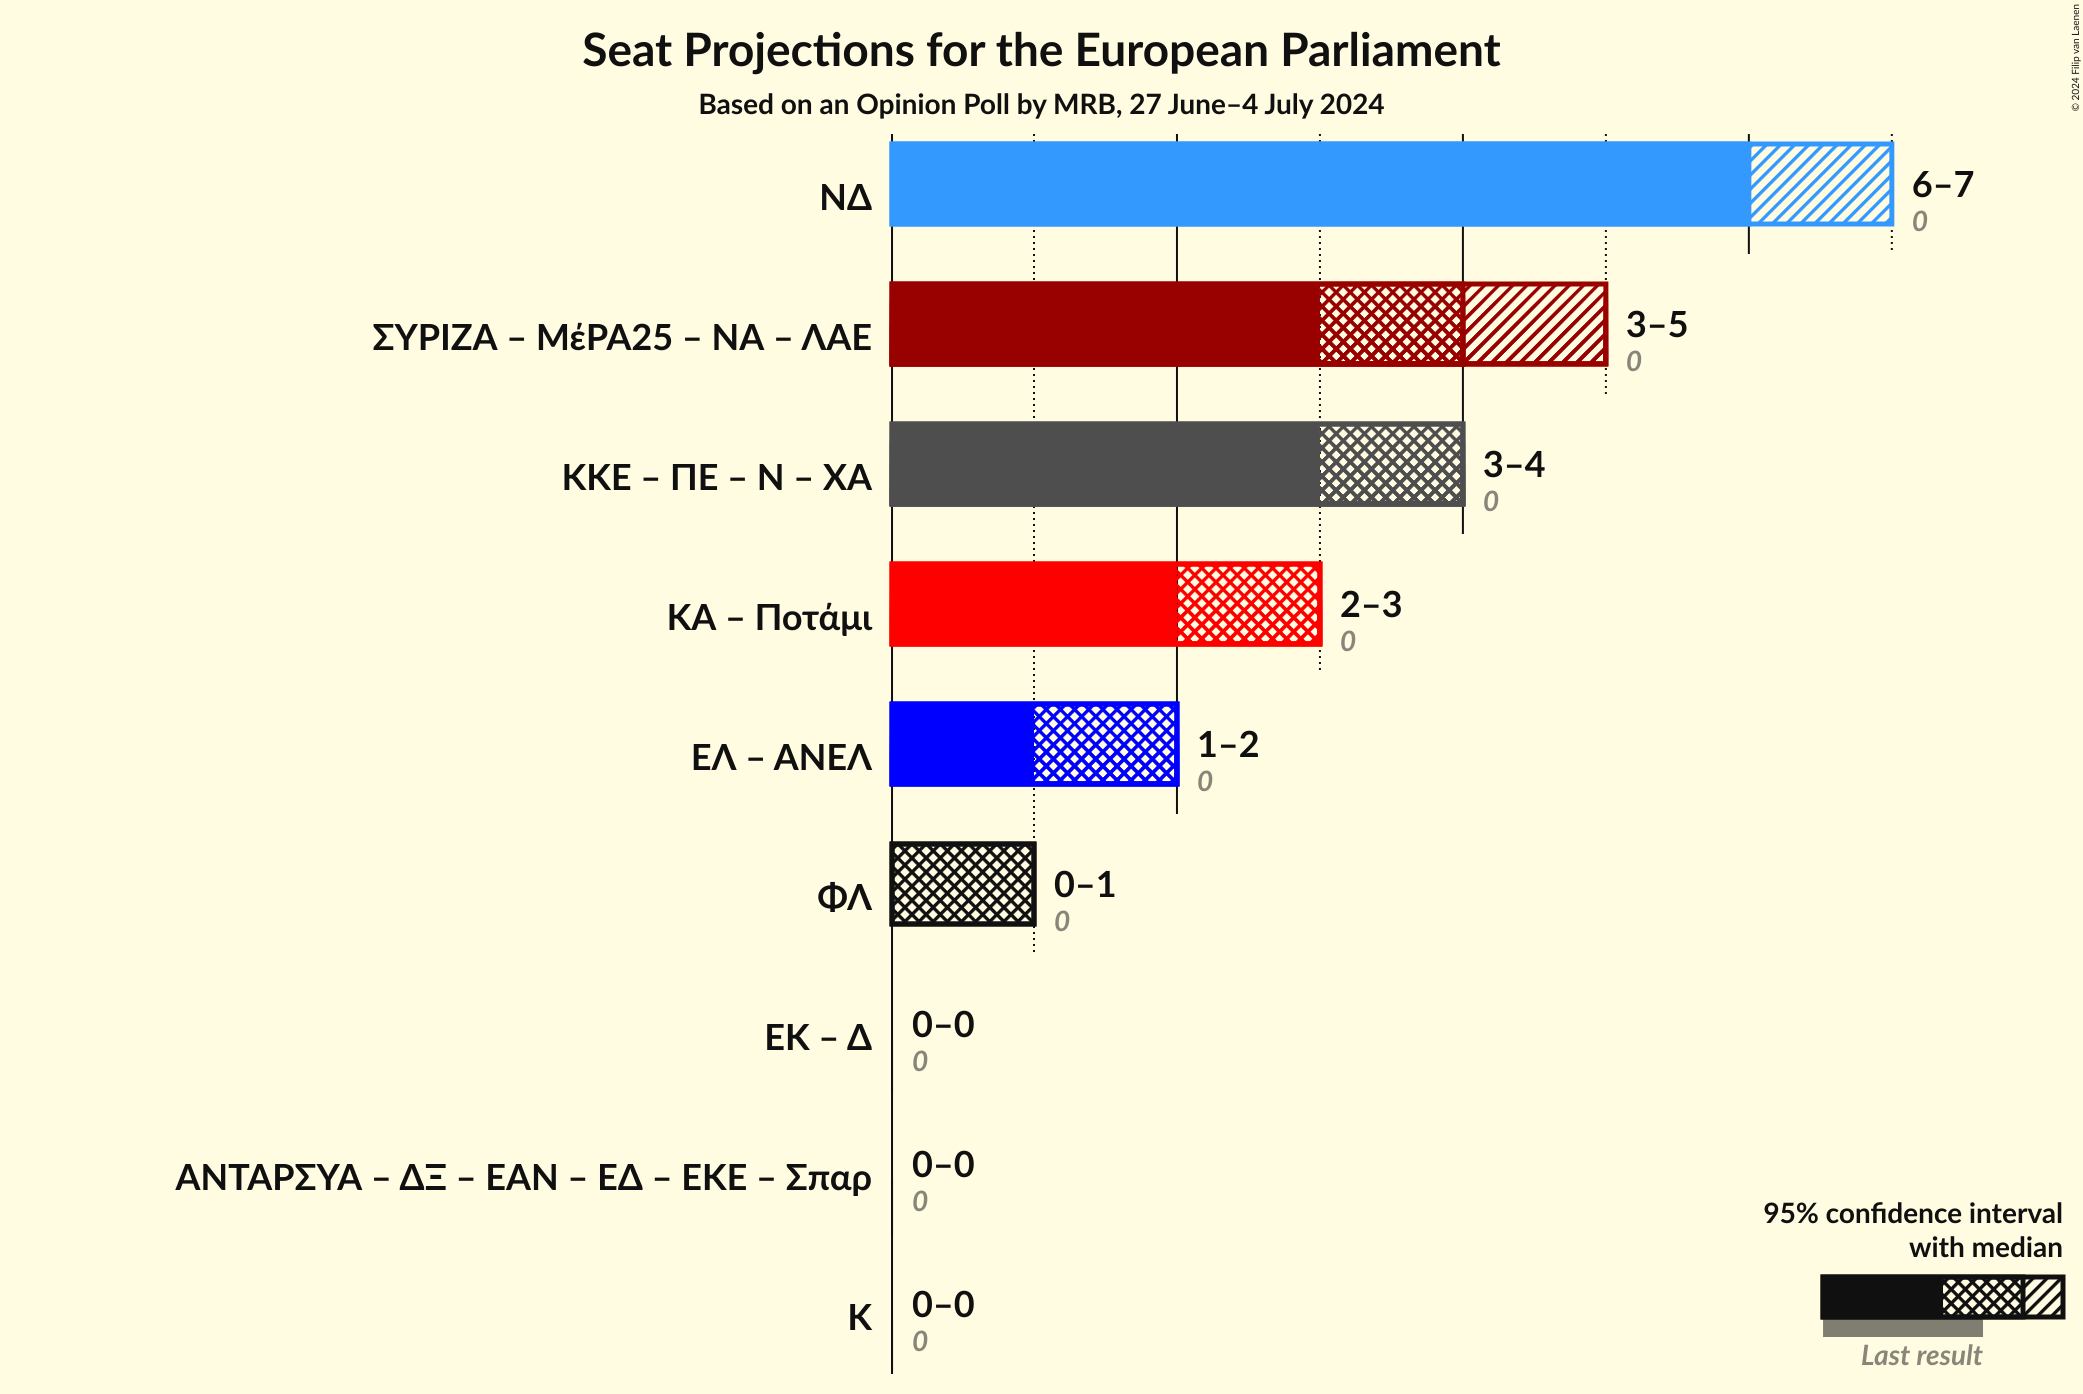 Seat Projections for the European Parliament
Based on an Opinion Poll by MRB, 27 June–4 July 2024
© 2024 Filip van Laenen
ΝΔ
6–7
0
ΣΥΡΙΖΑ – ΜέΡΑ25 – ΝΑ – ΛΑΕ
3–5
0
ΚΚΕ – ΠΕ – Ν – ΧΑ
3–4
0
ΚΑ – Ποτάμι
2–3
0
ΕΛ – ΑΝΕΛ
1–2
0
ΦΛ
0–1
0
ΕΚ – Δ
0–0
0
ΑΝΤΑΡΣΥΑ – ΔΞ – ΕΑΝ – ΕΔ – ΕΚΕ – Σπαρ
0–0
0
Κ
0–0
0
95% confidence interval
with median
Last result